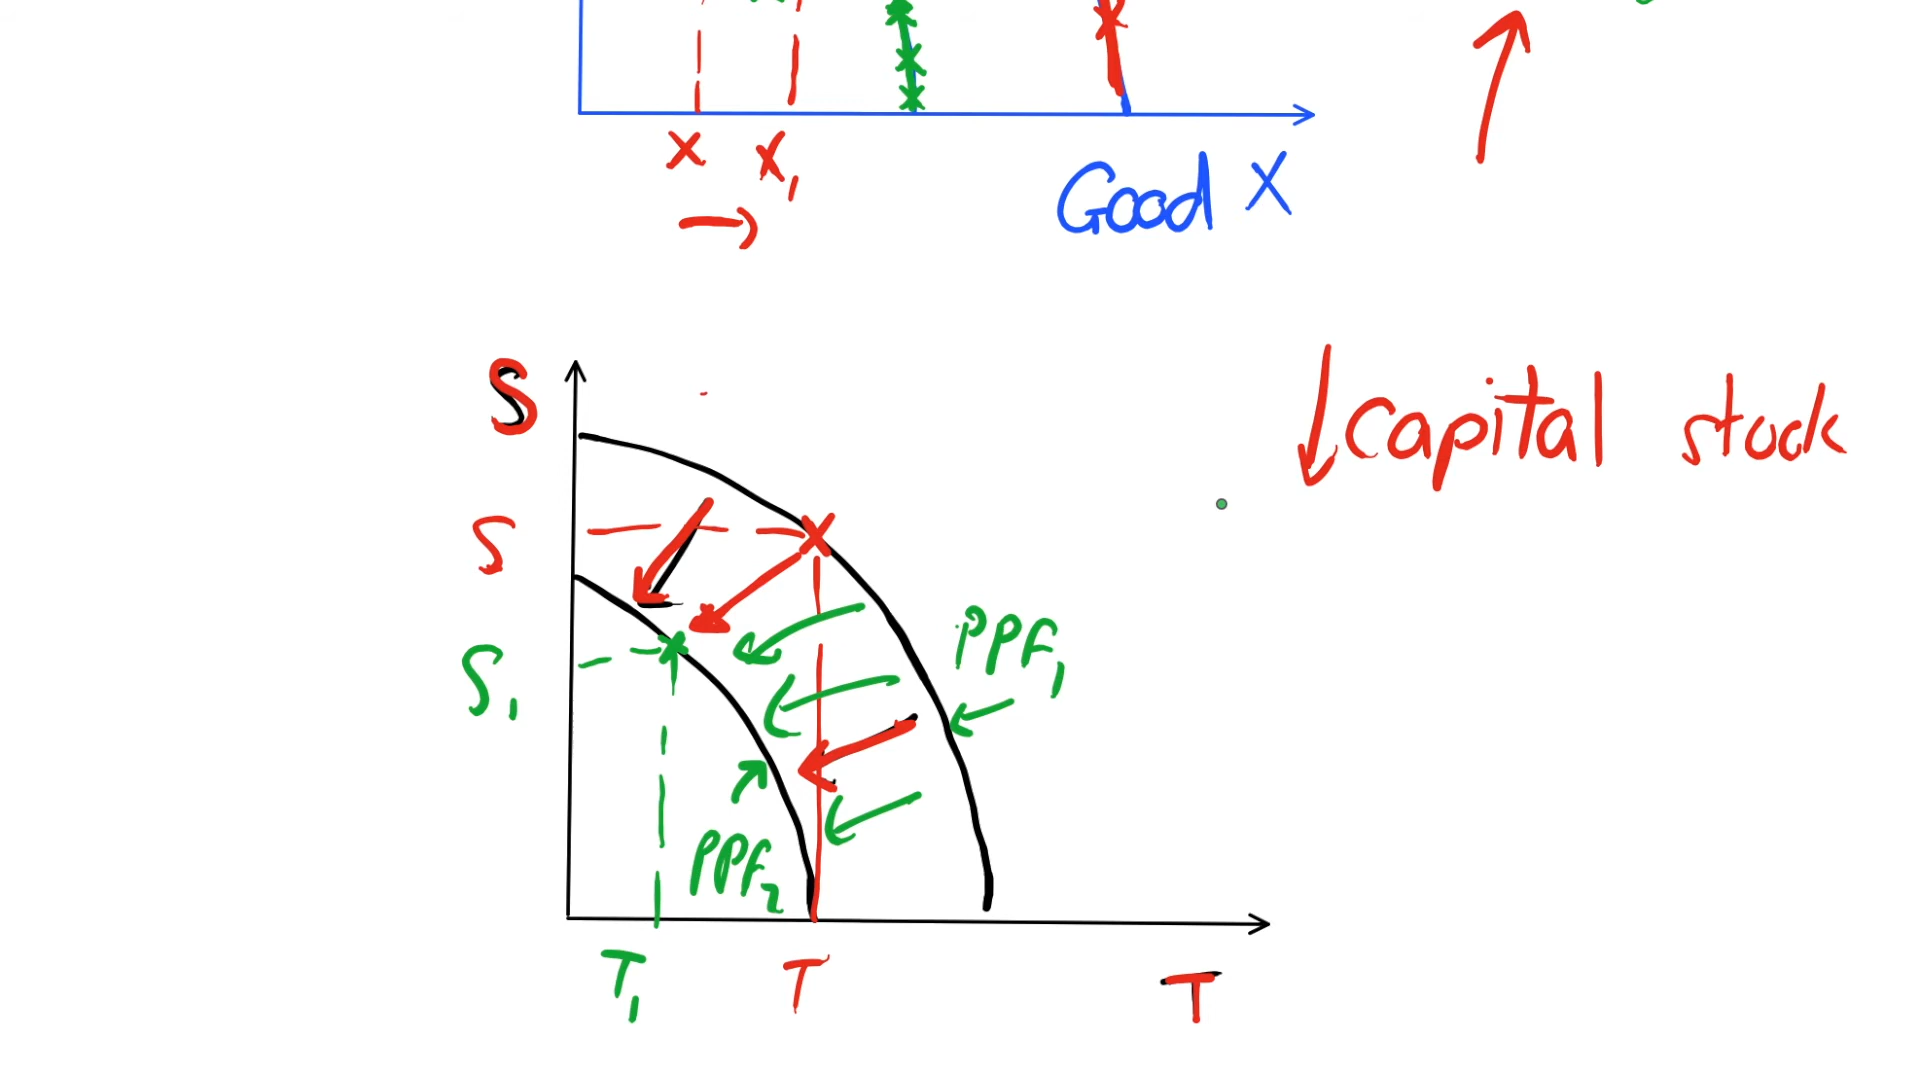 X X1
Good X
S
capital stock
S
PPF1
S1
PPF2
T1 T T